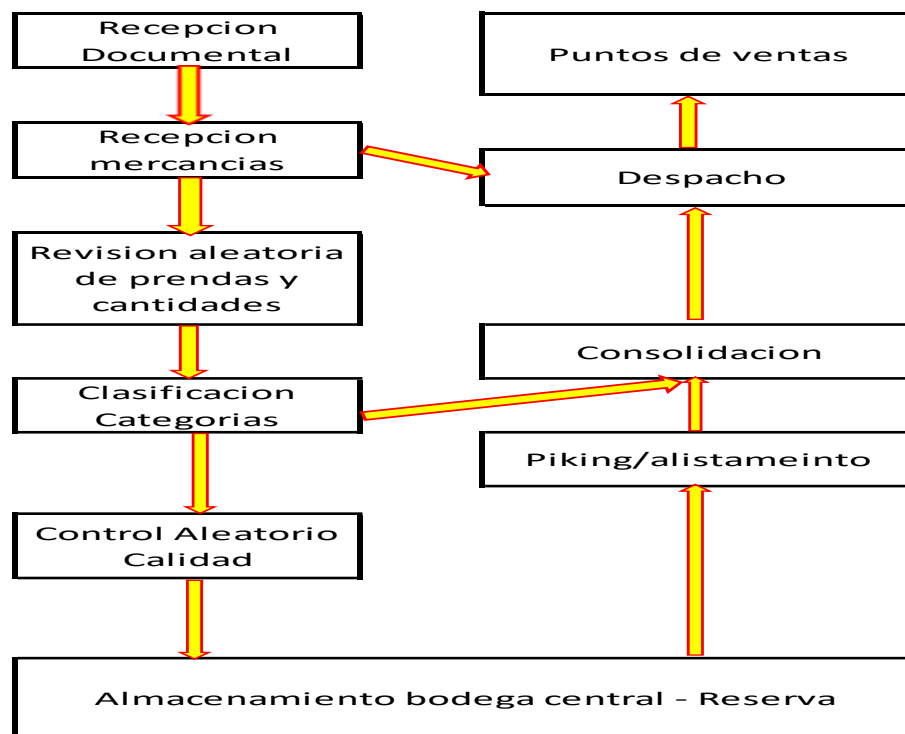 Recepcion
Documental
Recepcion
mercancias
Revision aleatoria
de prendas y
cantidades
Clasificacion
Categorias
Control Aleatorio
Calidad
Almacenamiento bodega central - Reserva
Piking/alistameinto
Consolidacion
Despacho
Puntos de ventas